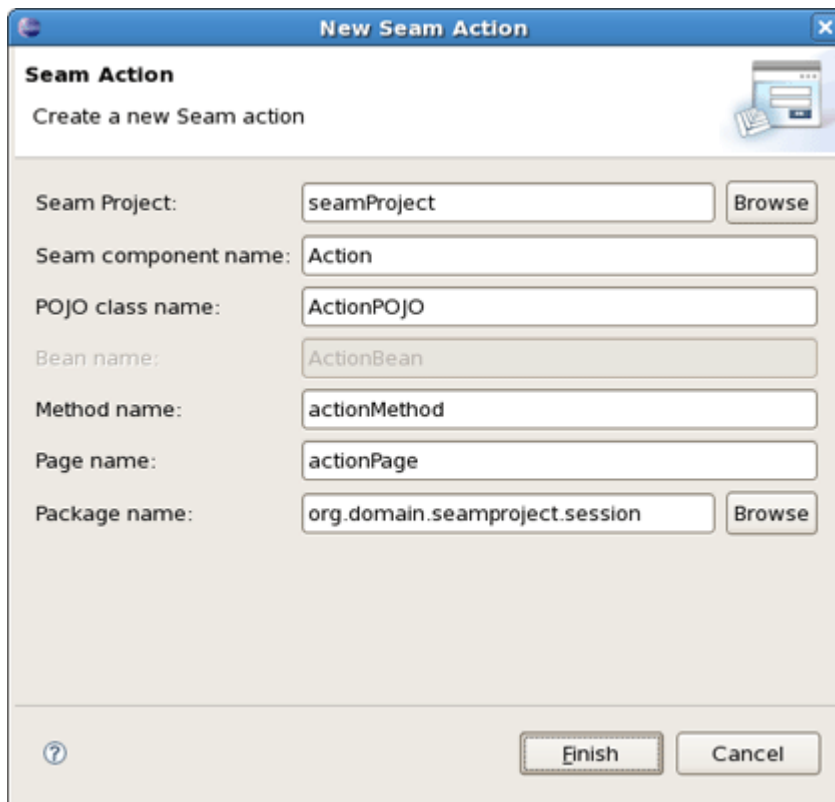 New Seam Action
Seam Action
Create a new Seam action
Seam Project: seamProject Browse
Seam component name: Action
POJO class name: ActionPOJO
Bean name: ActionBean
Method name: actionMethod
Page name: actionPage
Package name: org.domain.seamproject.session Browse
? Finish Cancel